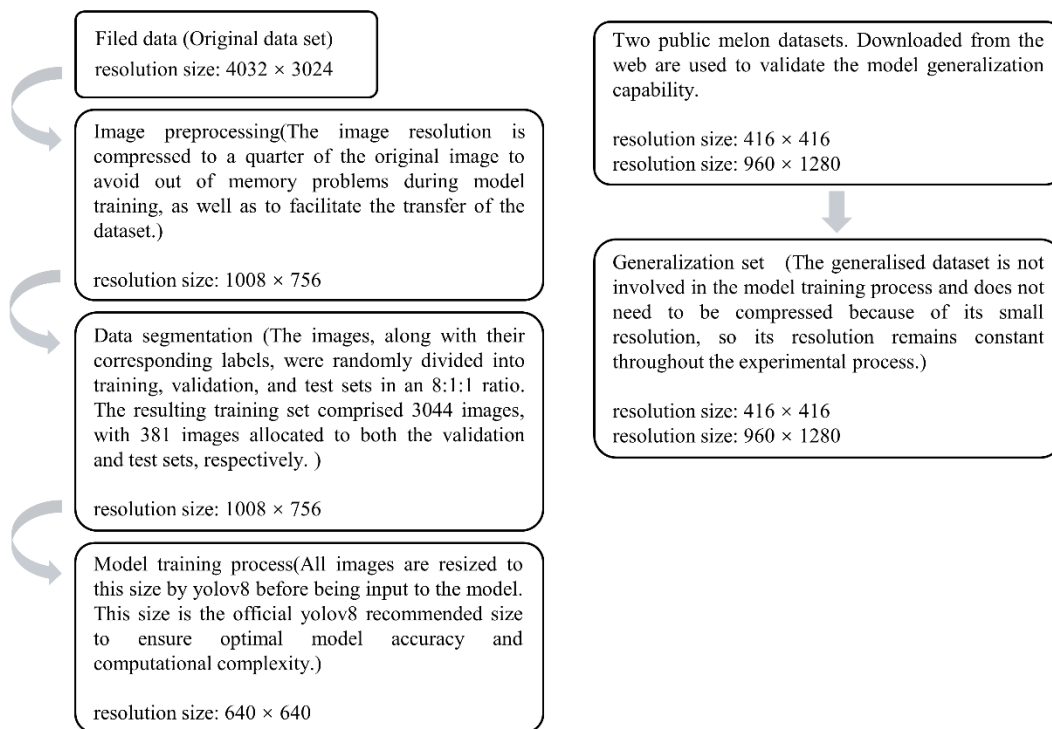 Filed data (Original data set)
resolution size: 4032 × 3024
Image preprocessing(The image resolution is
compressed to a quarter of the original image to
avoid out of memory problems during model
training, as well as to facilitate the transfer of the
dataset.)
resolution size: 1008 × 756
Data segmentation (The images, along with their
corresponding labels, were randomly divided into
training, validation, and test sets in an 8:1:1 ratio.
The resulting training set comprised 3044 images,
with 381 images allocated to both the validation
and test sets, respectively. )
resolution size: 1008 × 756
Model training process(All images are resized to
this size by yolov8 before being input to the model.
This size is the official yolov8 recommended size
to ensure optimal model accuracy and
computational complexity.)
resolution size: 640 × 640
Two public melon datasets. Downloaded from the
web are used to validate the model generalization
capability.
resolution size: 416 × 416
resolution size: 960 × 1280
Generalization set (The generalised dataset is not
involved in the model training process and does not
need to be compressed because of its small
resolution, so its resolution remains constant
throughout the experimental process.)
resolution size: 416 × 416
resolution size: 960 × 1280